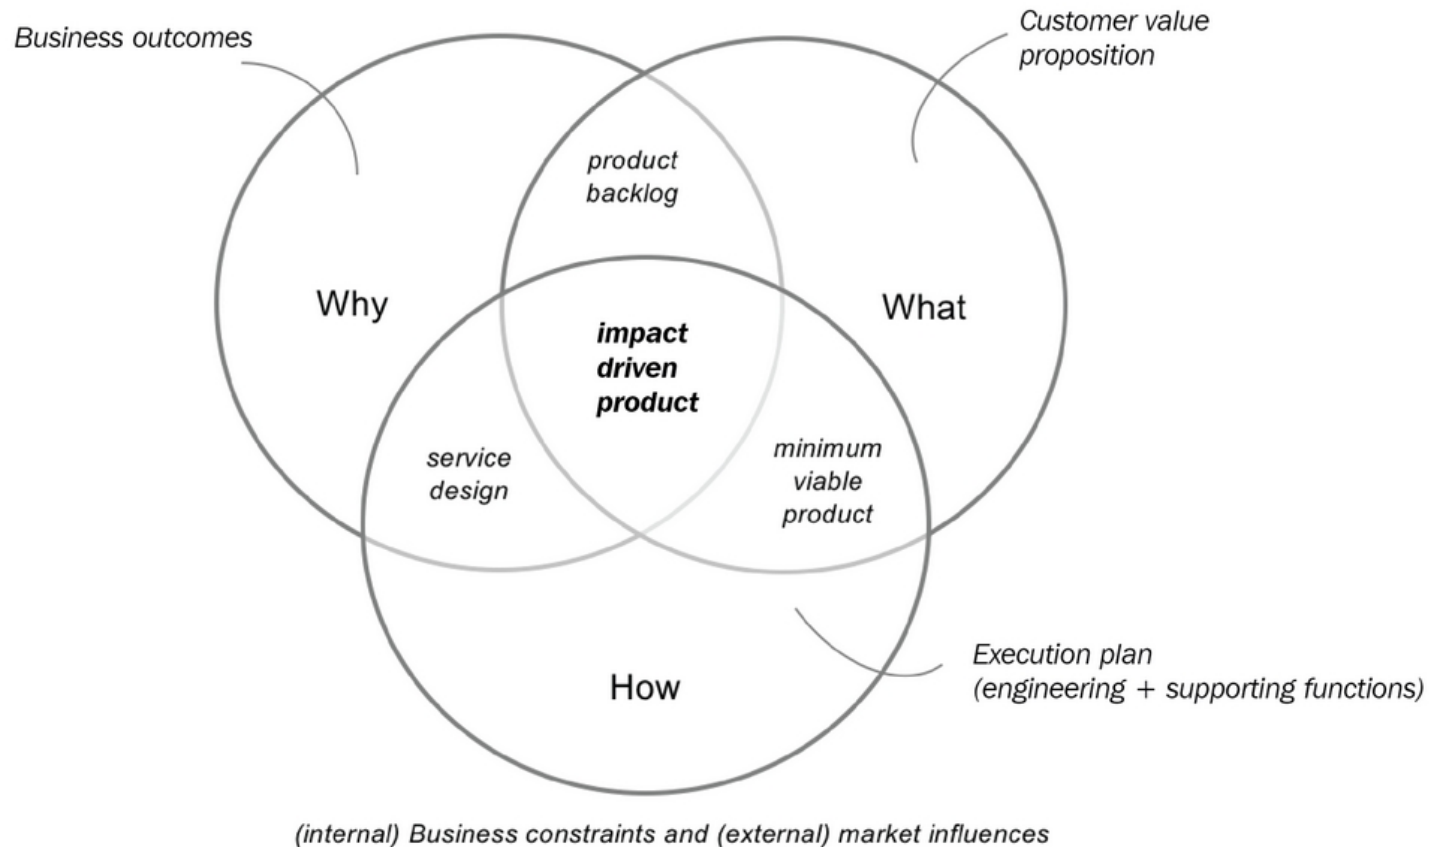 Business outcomes
Customer value
proposition
product
backlog
Why
What
impact
driven
product
service
design
minimum
viable
product
How
Execution plan
(engineering + supporting functions)
(internal) Business constraints and (external) market influences